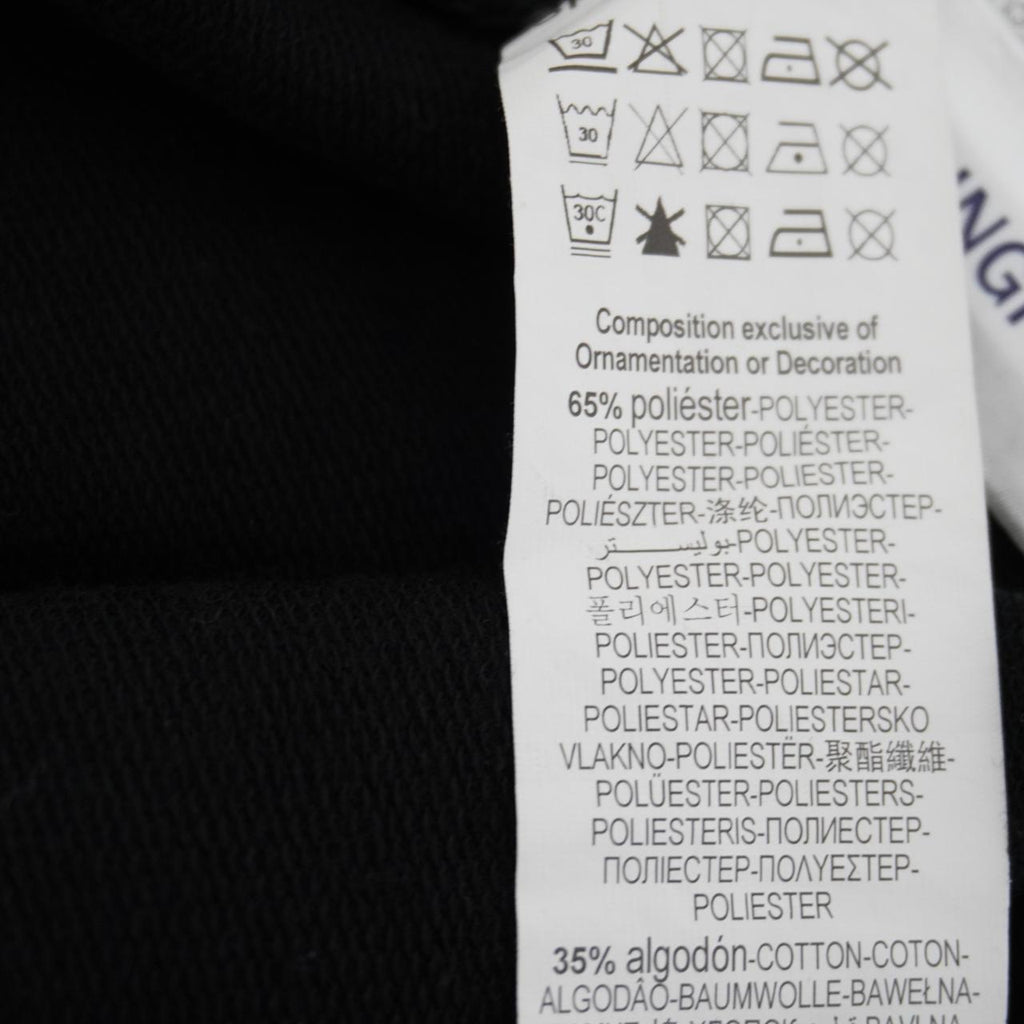 30
30
30C
NG
Composition exclusive of
Ornamentation or Decoration
65% poliéster-POLYESTER-
POLYESTER-POLIÉSTER-
POLYESTER-POLIESTER-
POLIÉSZTER-涤纶-ПОЛИЭСТЕР-
بوليستر-POLYESTER-
POLYESTER-POLYESTER-
폴리에스터-POLYESTERI-
POLIESTER-ПОЛИЭСТЕР-
POLYESTER-POLIESTAR-
POLIESTAR-POLIESTERSKO
VLAKNO-POLIESTËR-聚酯纖維-
POLÜESTER-POLIESTERS-
POLIESTERIS-ПОЛИЕСТЕР-
ПОЛІЕСТЕР-ΠΟΛΥΕΣΤΕΡ-
POLIESTER
35% algodón-COTTON-COTON-
ALGODÂO-BAUMWOLLE-BAWEŁNA-